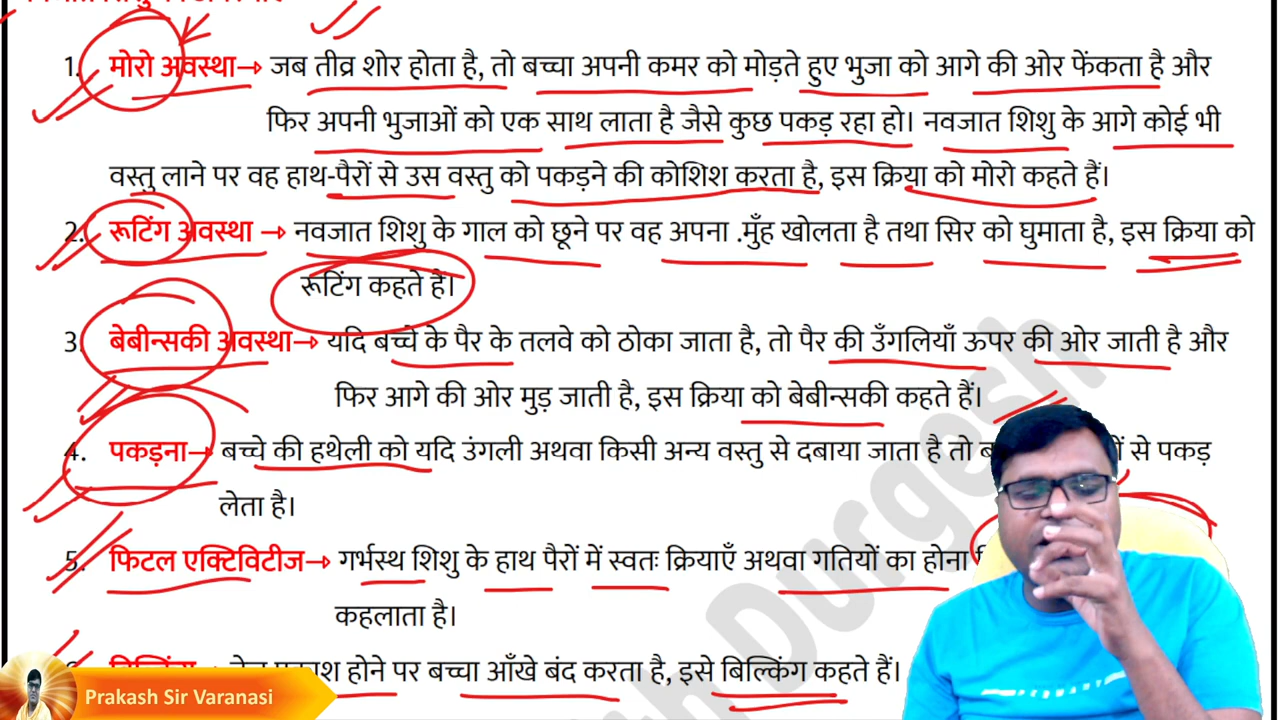 1. मोरो अवस्था→ जब तीव्र शोर होता है, तो बच्चा अपनी कमर को मोड़ते हुए भुजा को आगे की ओर फेंकता है और
फिर अपनी भुजाओं को एक साथ लाता है जैसे कुछ पकड़ रहा हो। नवजात शिशु के आगे कोई भी
वस्तु लाने पर वह हाथ-पैरों से उस वस्तु को पकड़ने की कोशिश करता है, इस क्रिया को मोरो कहते हैं।
2. रूटिंग अवस्था → नवजात शिशु के गाल को छूने पर वह अपना .मुँह खोलता है तथा सिर को घुमाता है, इस क्रिया को
रूटिंग कहते हैं।
3. बेबीन्सकी अवस्था→ यदि बच्चे के पैर के तलवे को ठोका जाता है, तो पैर की उँगलियाँ ऊपर की ओर जाती है और
फिर आगे की ओर मुड़ जाती है, इस क्रिया को बेबीन्सकी कहते हैं।
4. पकड़ना→ बच्चे की हथेली को यदि उंगली अथवा किसी अन्य वस्तु से दबाया जाता है तो से पकड़
लेता है।
5. फिटल एक्टिविटीज→ गर्भस्थ शिशु के हाथ पैरों में स्वतः क्रियाएँ अथवा गतियों का होना
कहलाता है।
होने पर बच्चा आँखे बंद करता है, इसे बिल्किंग कहते हैं।
Durgesh
Prakash Sir Varanasi